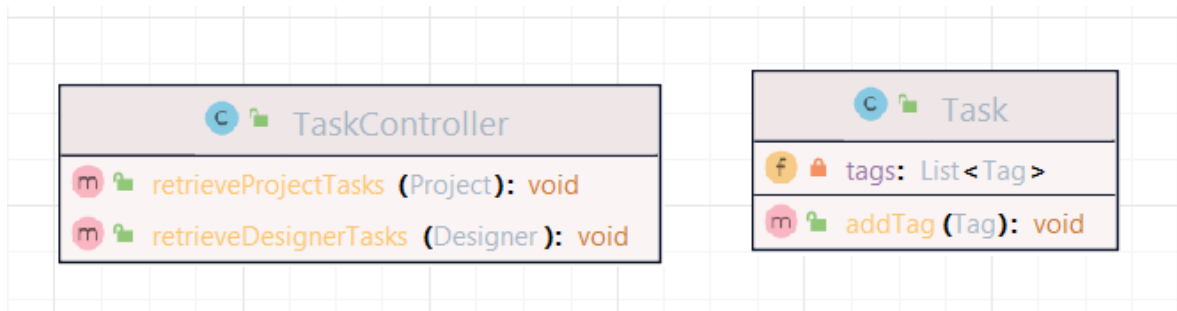 C TaskController
m retrieveProjectTasks (Project): void
m retrieveDesignerTasks (Designer): void
C Task
f tags: List<Tag>
m addTag(Tag): void